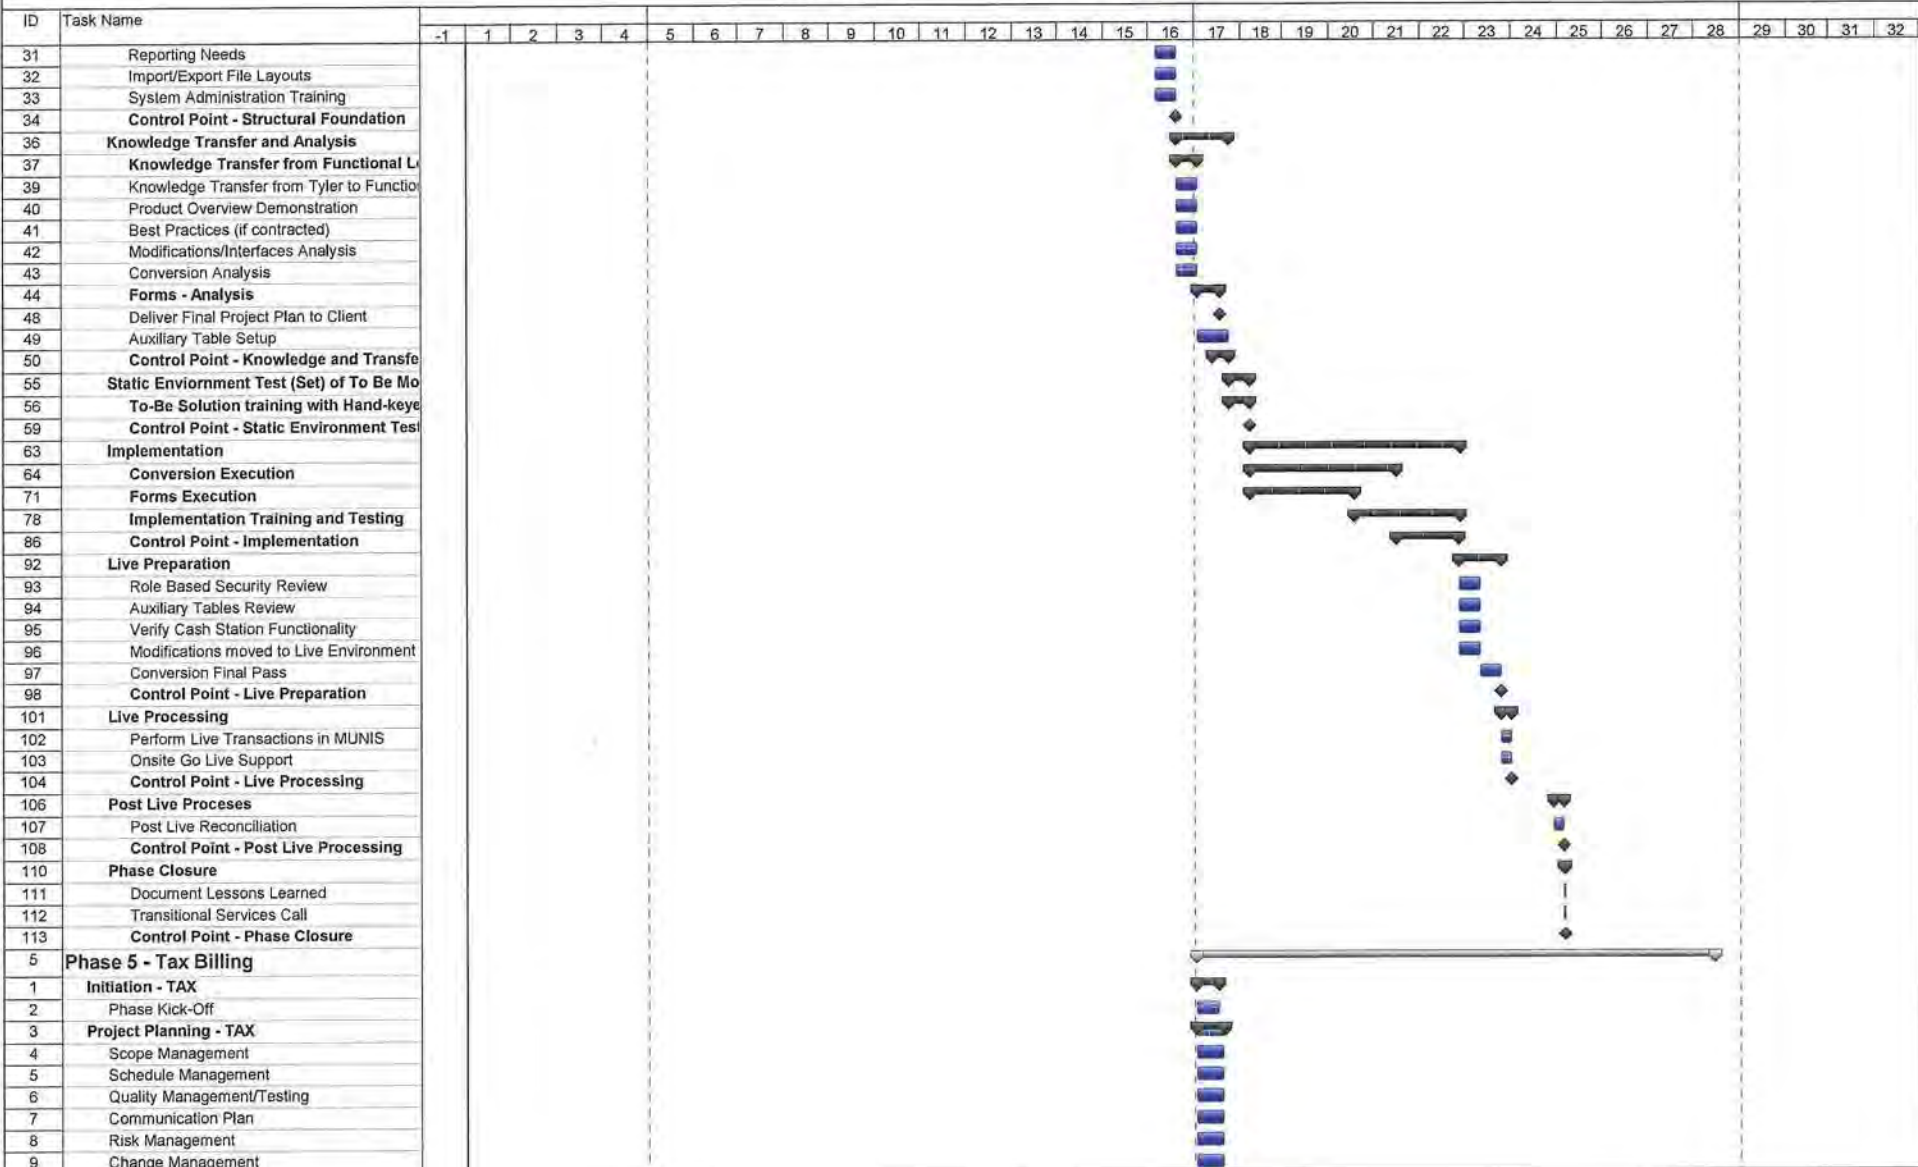 ID Task Name
-1 1 2 3 4 5 6 7 8 9 10 11 12 13 14 15 16 17 18 19 20 21 22 23 24 25 26 27 28 29 30 31 32
31 Reporting Needs
32 Import/Export File Layouts
33 System Administration Training
34 Control Point - Structural Foundation
36 Knowledge Transfer and Analysis
37 Knowledge Transfer from Functional L
39 Knowledge Transfer from Tyler to Functio
40 Product Overview Demonstration
41 Best Practices (if contracted)
42 Modifications/Interfaces Analysis
43 Conversion Analysis
44 Forms - Analysis
48 Deliver Final Project Plan to Client
49 Auxiliary Table Setup
50 Control Point - Knowledge and Transfe
55 Static Enviornment Test (Set) of To Be Mo
56 To-Be Solution training with Hand-keye
59 Control Point - Static Environment Test
63 Implementation
64 Conversion Execution
71 Forms Execution
78 Implementation Training and Testing
86 Control Point - Implementation
92 Live Preparation
93 Role Based Security Review
94 Auxiliary Tables Review
95 Verify Cash Station Functionality
96 Modifications moved to Live Environment
97 Conversion Final Pass
98 Control Point - Live Preparation
101 Live Processing
102 Perform Live Transactions in MUNIS
103 Onsite Go Live Support
104 Control Point - Live Processing
106 Post Live Proceses
107 Post Live Reconciliation
108 Control Point - Post Live Processing
110 Phase Closure
111 Document Lessons Learned
112 Transitional Services Call
113 Control Point - Phase Closure
5 Phase 5 - Tax Billing
1 Initiation - TAX
2 Phase Kick-Off
3 Project Planning - TAX
4 Scope Management
5 Schedule Management
6 Quality Management/Testing
7 Communication Plan
8 Risk Management
9 Change Management